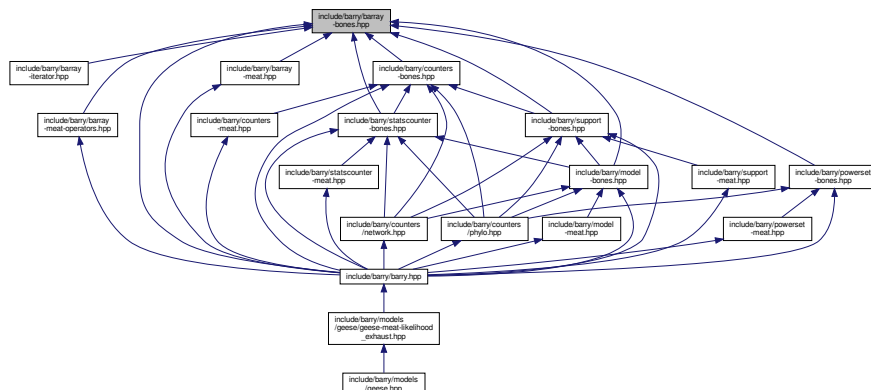 include/barry/barray
-bones.hpp
include/barry/barray
-iterator.hpp
include/barry/barray
-meat.hpp
include/barry/counters
-bones.hpp
include/barry/barray
-meat-operators.hpp
include/barry/counters
-meat.hpp
include/barry/statscounter
-bones.hpp
include/barry/support
-bones.hpp
include/barry/statscounter
-meat.hpp
include/barry/model
-bones.hpp
include/barry/support
-meat.hpp
include/barry/powerset
-bones.hpp
include/barry/counters
/network.hpp
include/barry/counters
/phylo.hpp
include/barry/model
-meat.hpp
include/barry/powerset
-meat.hpp
include/barry/barry.hpp
include/barry/models
/geese/geese-meat-likelihood
_exhaust.hpp
include/barry/models
/geese.hpp